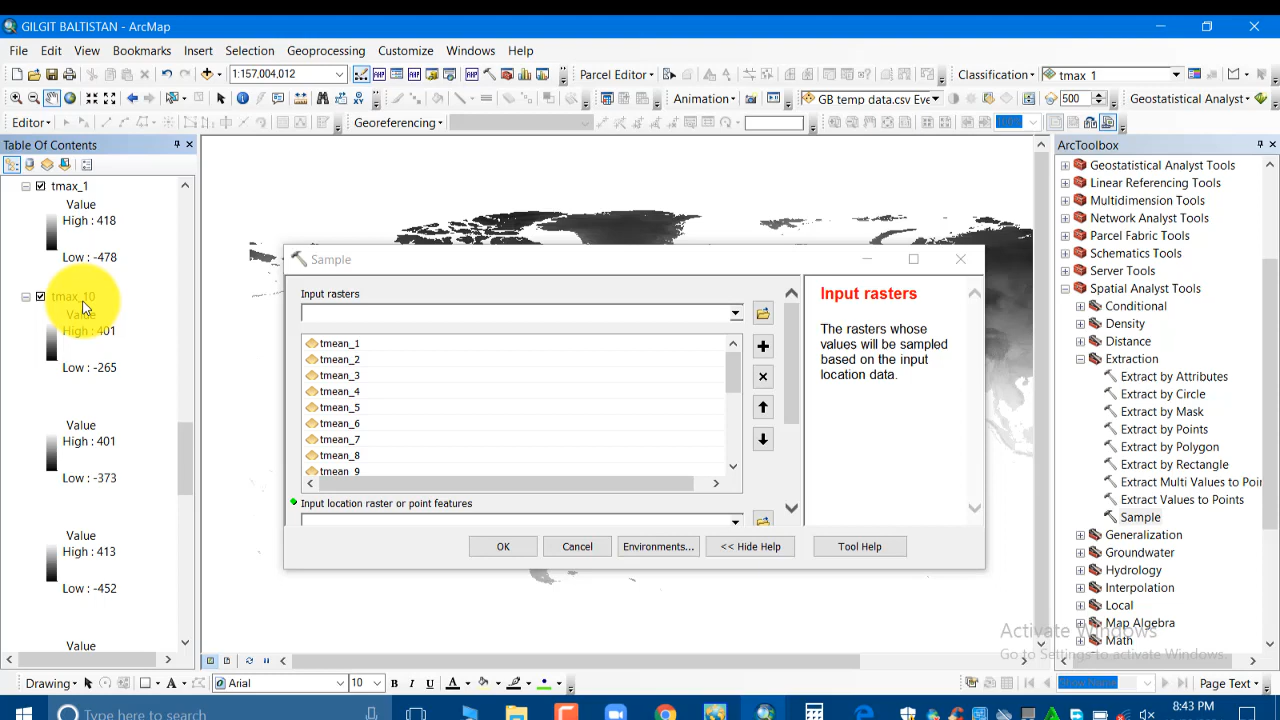 GILGIT BALTISTAN - ArcMap
File Edit View Bookmarks Insert Selection Geoprocessing Customize Windows Help
1:157,004,012
Parcel Editor
Classification
tmax_1
Animation
GB temp data.csv Eve
500
Geostatistical Analyst
Editor
Georeferencing
Table Of Contents
ArcToolbox
tmax_1
Value
High : 418
Low : -478
tmax_10
Value
High : 401
Low : -265
Value
High : 401
Low : -373
Value
High : 413
Low : -452
Value
Sample
Input rasters
tmean_1
tmean_2
tmean_3
tmean_4
tmean_5
tmean_6
tmean_7
tmean_8
tmean_9
Input location raster or point features
OK
Cancel
Environments...
<< Hide Help
Tool Help
Input rasters
The rasters whose
values will be sampled
based on the input
location data.
Geostatistical Analyst Tools
Linear Referencing Tools
Multidimension Tools
Network Analyst Tools
Parcel Fabric Tools
Schematics Tools
Server Tools
Spatial Analyst Tools
Conditional
Density
Distance
Extraction
Extract by Attributes
Extract by Circle
Extract by Mask
Extract by Points
Extract by Polygon
Extract by Rectangle
Extract Multi Values to Poi
Extract Values to Points
Sample
Generalization
Groundwater
Hydrology
Interpolation
Local
Map Algebra
Math
Activate Windows
Go to Settings to activate Windows.
Drawing
Arial
10
B I U A
Page Text
Type here to search
8:43 PM